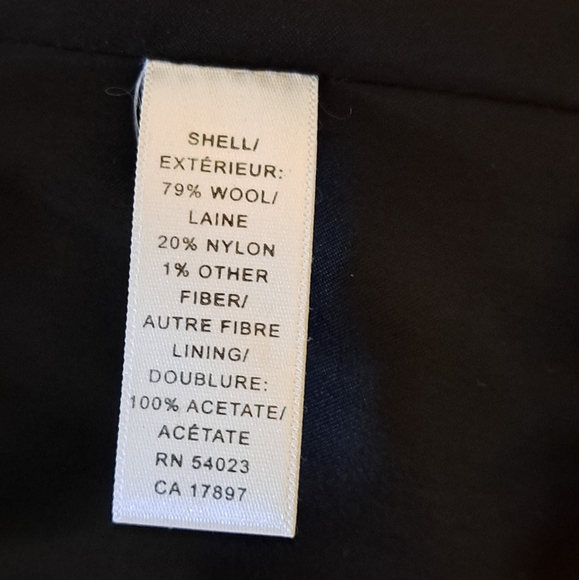 SHELL/
EXTÉRIEUR:
79% WOOL/
LAINE
20% NYLON
1% OTHER
FIBER/
AUTRE FIBRE
LINING/
DOUBLURE:
100% ACETATE/
ACÉTATE
RN 54023
CA 17897